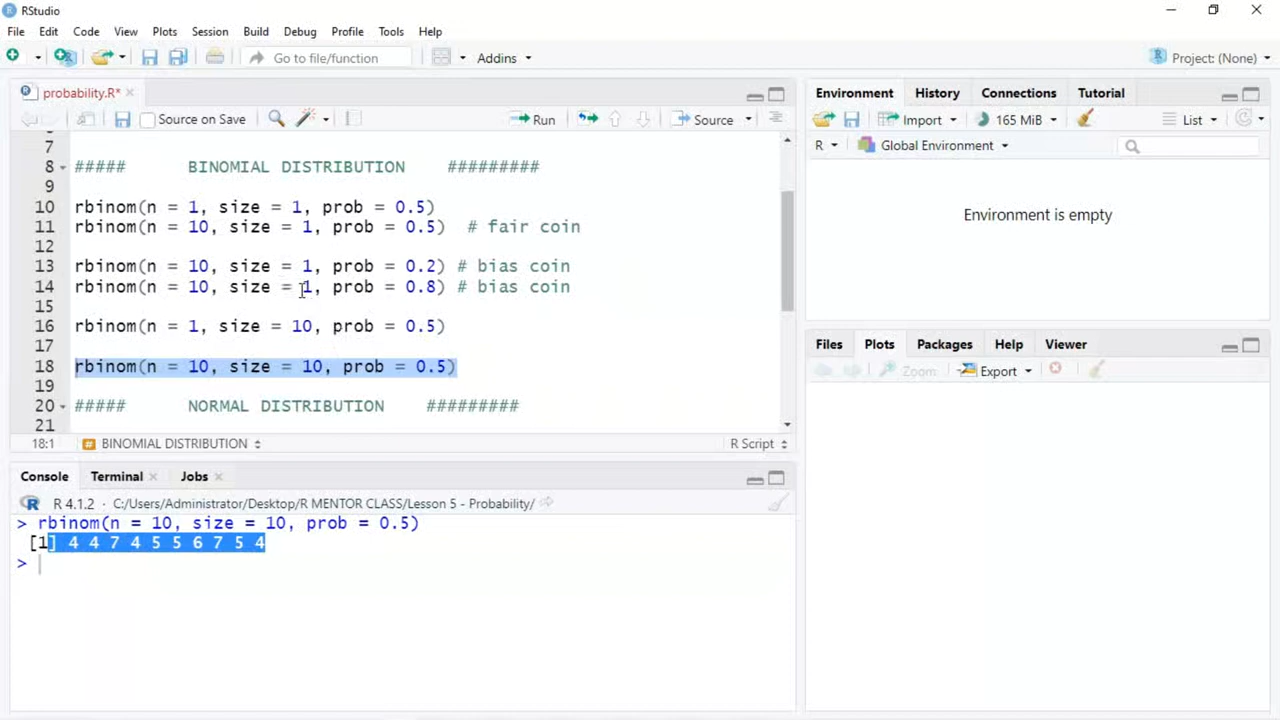 RStudio
File Edit Code View Plots Session Build Debug Profile Tools Help
Go to file/function Addins Project: (None)
probability.R*
Source on Save Run Source
7
8 ##### BINOMIAL DISTRIBUTION #########
9
10 rbinom(n = 1, size = 1, prob = 0.5)
11 rbinom(n = 10, size = 1, prob = 0.5) # fair coin
12
13 rbinom(n = 10, size = 1, prob = 0.2) # bias coin
14 rbinom(n = 10, size = 1, prob = 0.8) # bias coin
15
16 rbinom(n = 1, size = 10, prob = 0.5)
17
18 rbinom(n = 10, size = 10, prob = 0.5)
19
20 ##### NORMAL DISTRIBUTION #########
21
18:1 # BINOMIAL DISTRIBUTION R Script
Console Terminal Jobs
R R 4.1.2 · C:/Users/Administrator/Desktop/R MENTOR CLASS/Lesson 5 - Probability/
> rbinom(n = 10, size = 10, prob = 0.5)
[1] 4 4 7 4 5 5 6 7 5 4
>
Environment History Connections Tutorial
Import 165 MiB List
R Global Environment
Environment is empty
Files Plots Packages Help Viewer
Zoom Export